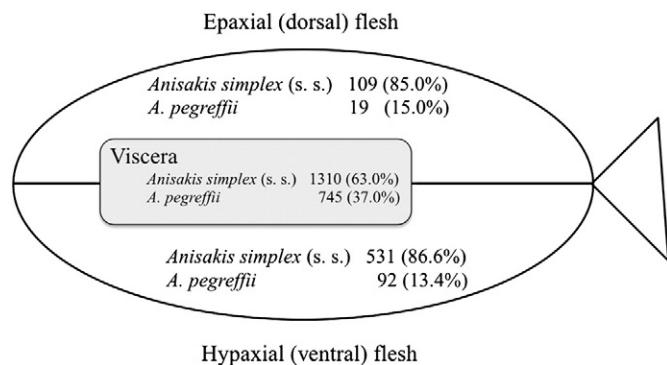 Epaxial (dorsal) flesh
Anisakis simplex (s. s.) 109 (85.0%)
A. pegreffii 19 (15.0%)
Viscera
Anisakis simplex (s. s.) 1310 (63.0%)
A. pegreffii 745 (37.0%)
Anisakis simplex (s. s.) 531 (86.6%)
A. pegreffii 92 (13.4%)
Hypaxial (ventral) flesh